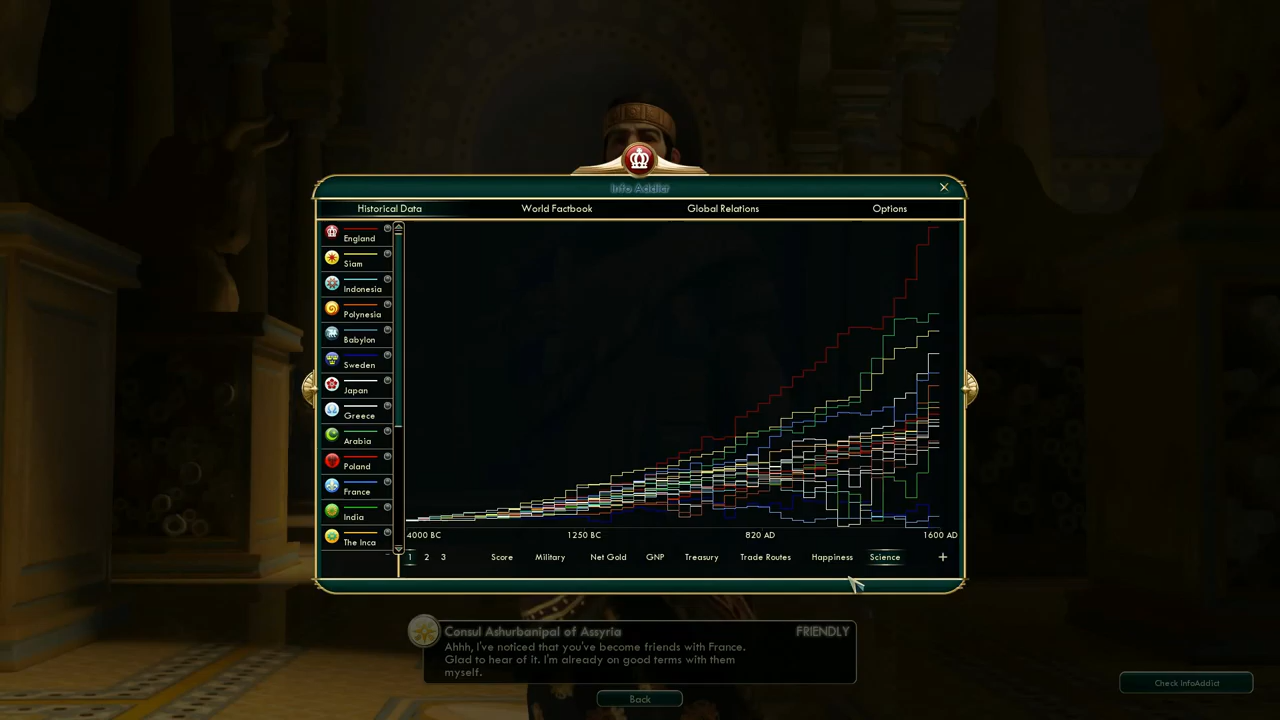 Info Addict
Historical Data
World Factbook
Global Relations
Options
England
Siam
Indonesia
Polynesia
Babylon
Sweden
Japan
Greece
Arabia
Poland
France
India
The Inca
4000 BC
1250 BC
820 AD
1600 AD
1 2 3
Score
Military
Net Gold
GNP
Treasury
Trade Routes
Happiness
Science
+
Consul Ashurbanipal of Assyria
FRIENDLY
Ahhh, I've noticed that you've become friends with France.
Glad to hear of it. I'm already on good terms with them
myself.
Back
Check InfoAddict